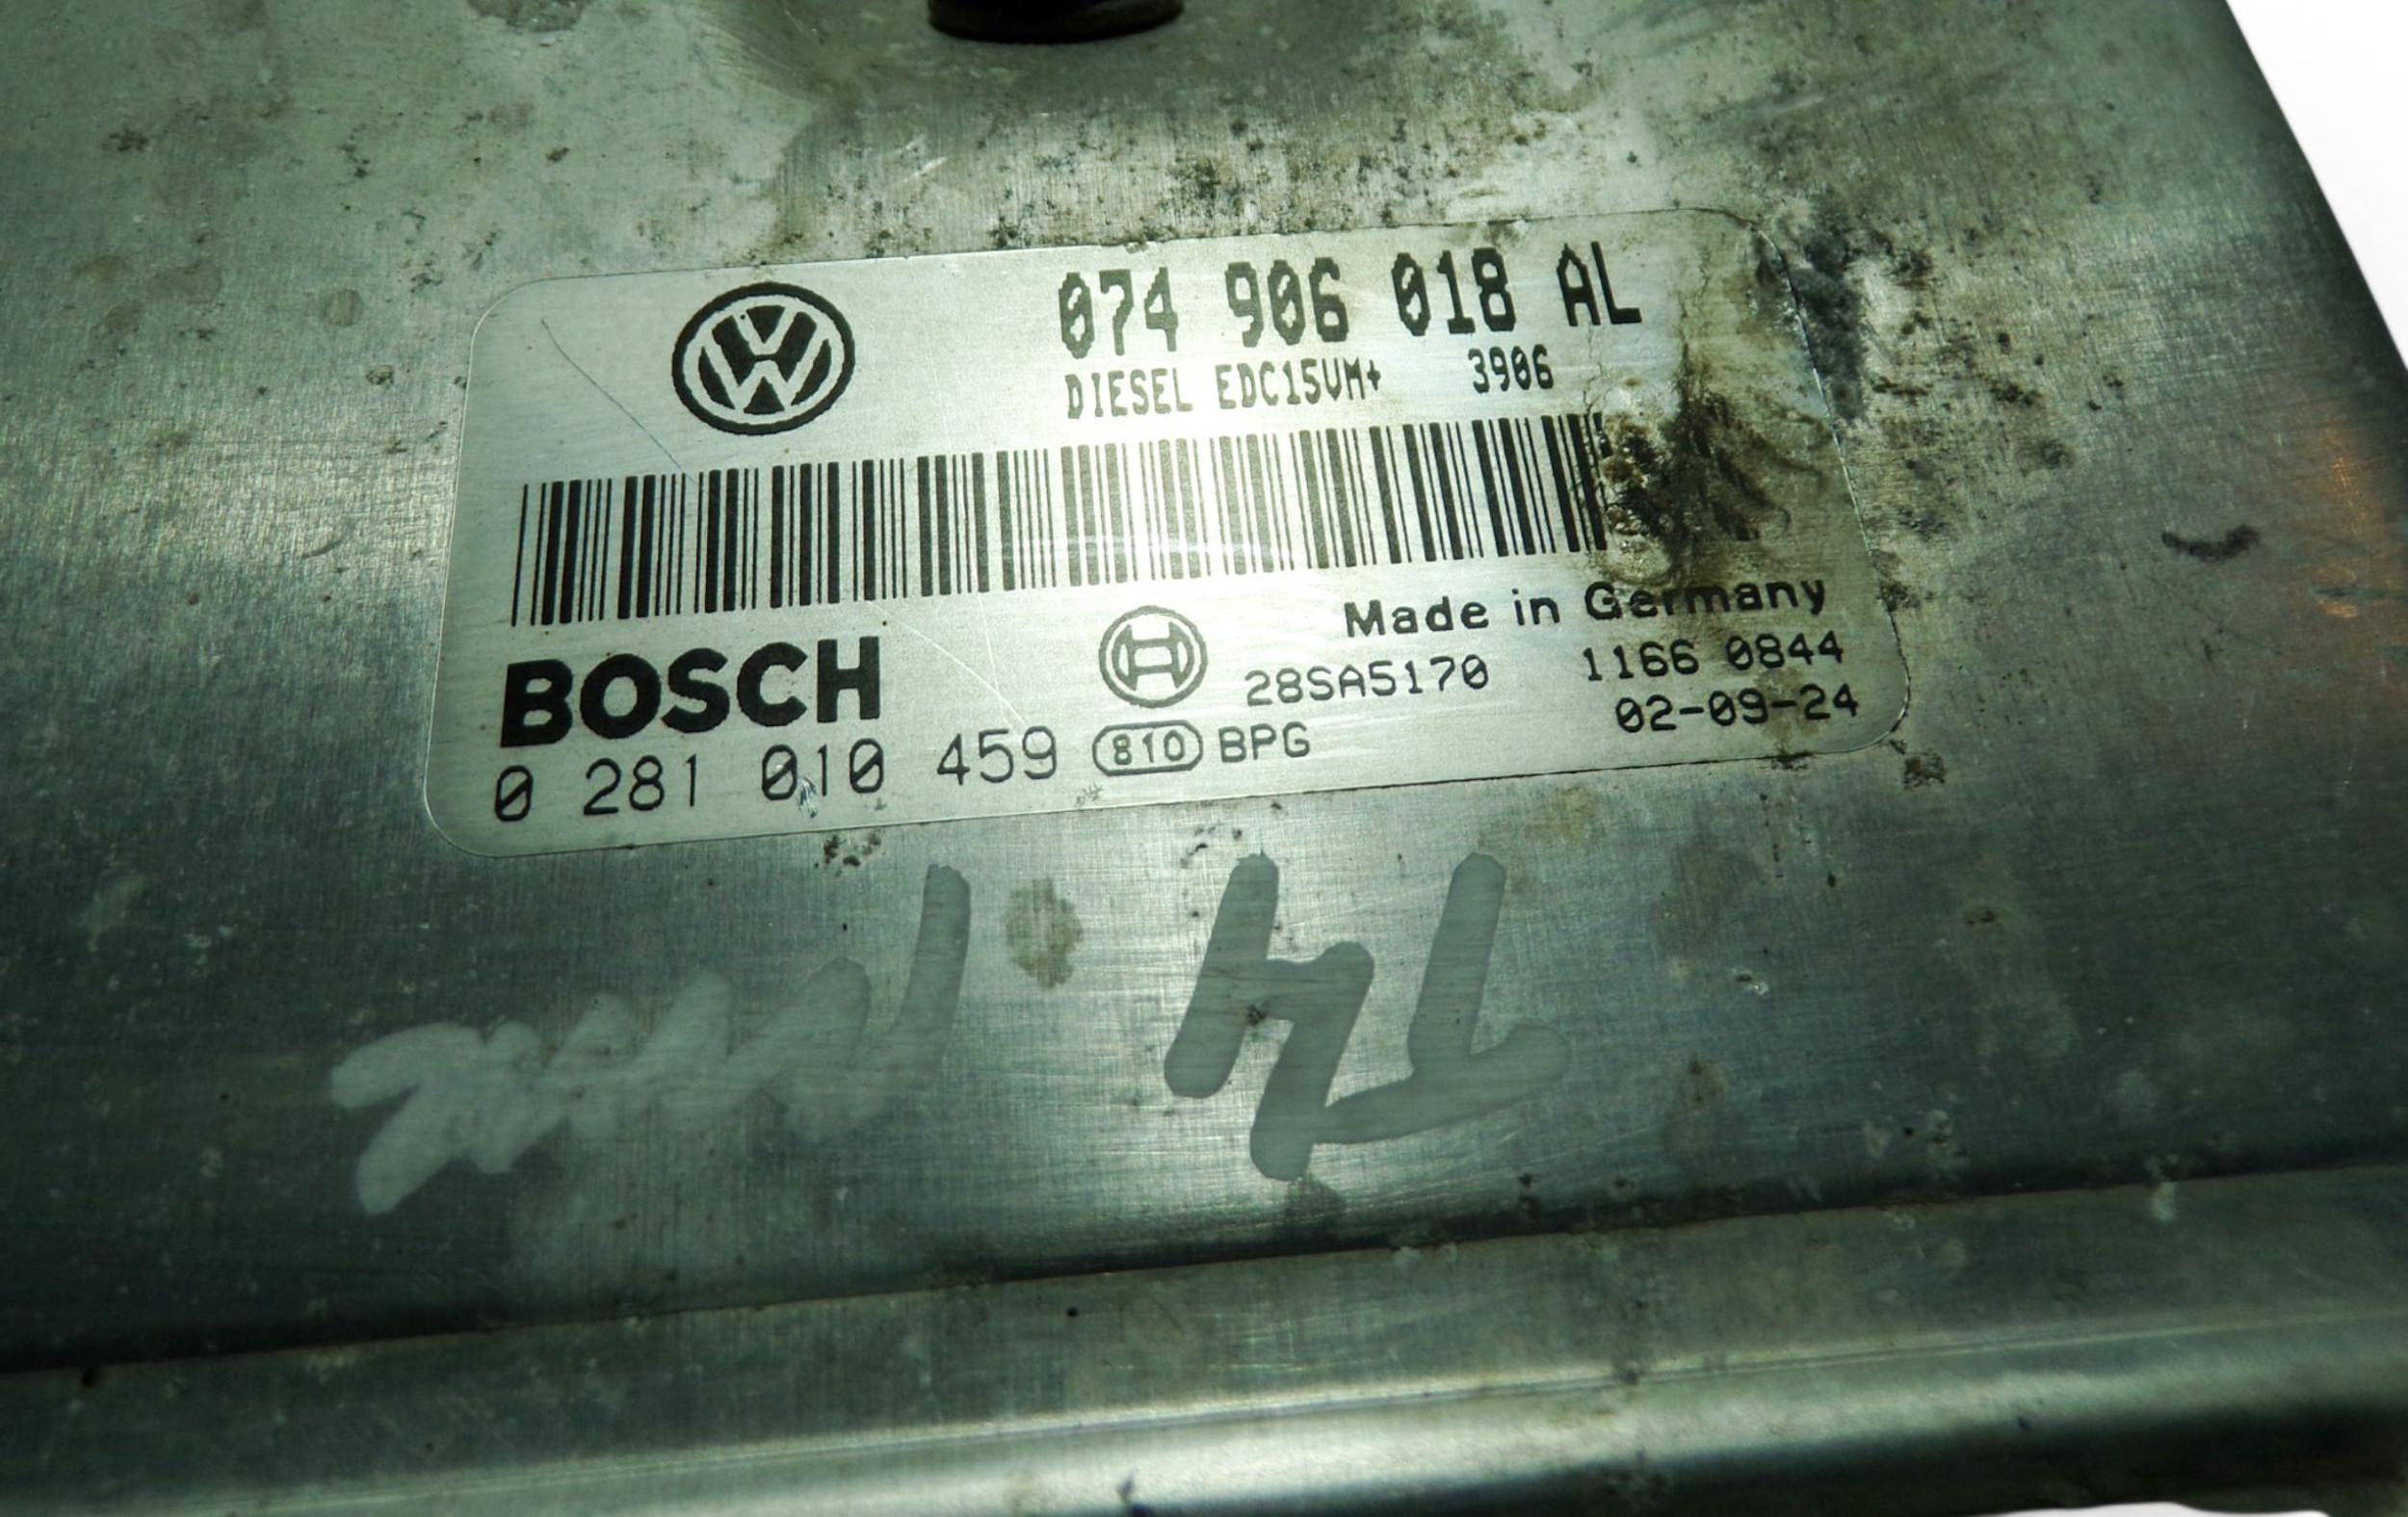 074 906 018 AL
DIESEL EDC15VM+ 3906
Made in Germany
BOSCH
28SA5170 1166 0844
0 281 010 459 810 BPG 02-09-24
T4